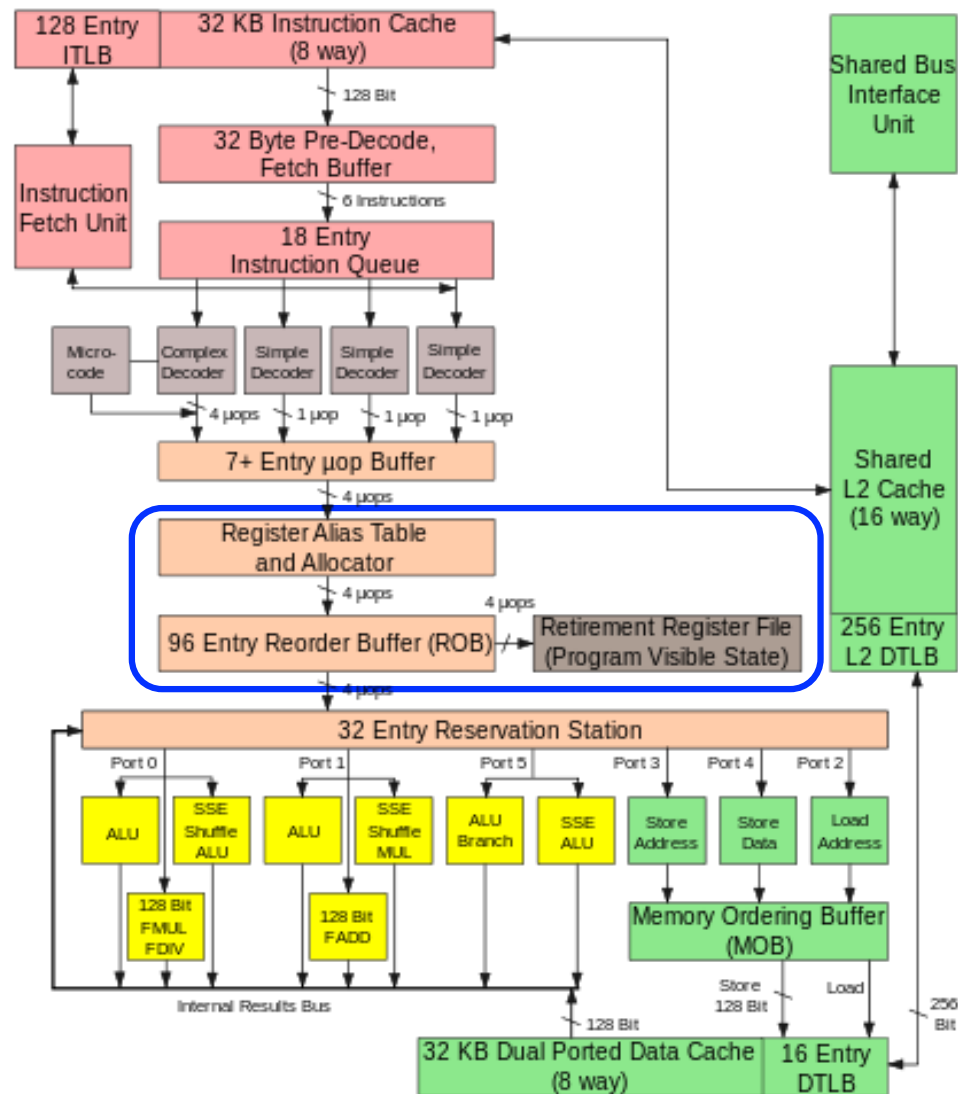 128 Entry
ITLB
32 KB Instruction Cache
(8 way)
Shared Bus
Interface
Unit
128 Bit
32 Byte Pre-Decode,
Fetch Buffer
Instruction
Fetch Unit
6 Instructions
18 Entry
Instruction Queue
Micro-
code
Complex
Decoder
Simple
Decoder
Simple
Decoder
Simple
Decoder
4 µops
1 µop
1 µop
1 µop
7+ Entry µop Buffer
Shared
L2 Cache
(16 way)
4 µops
Register Alias Table
and Allocator
4 µops
4 µops
96 Entry Reorder Buffer (ROB)
Retirement Register File
(Program Visible State)
256 Entry
L2 DTLB
4 µops
32 Entry Reservation Station
Port 0
Port 1
Port 5
Port 3
Port 4
Port 2
ALU
SSE
Shuffle
ALU
ALU
SSE
Shuffle
MUL
ALU
Branch
SSE
ALU
Store
Address
Store
Data
Load
Address
128 Bit
FMUL
FDIV
128 Bit
FADD
Memory Ordering Buffer
(MOB)
Internal Results Bus
Store
128 Bit
Load
256
Bit
128 Bit
32 KB Dual Ported Data Cache
(8 way)
16 Entry
DTLB